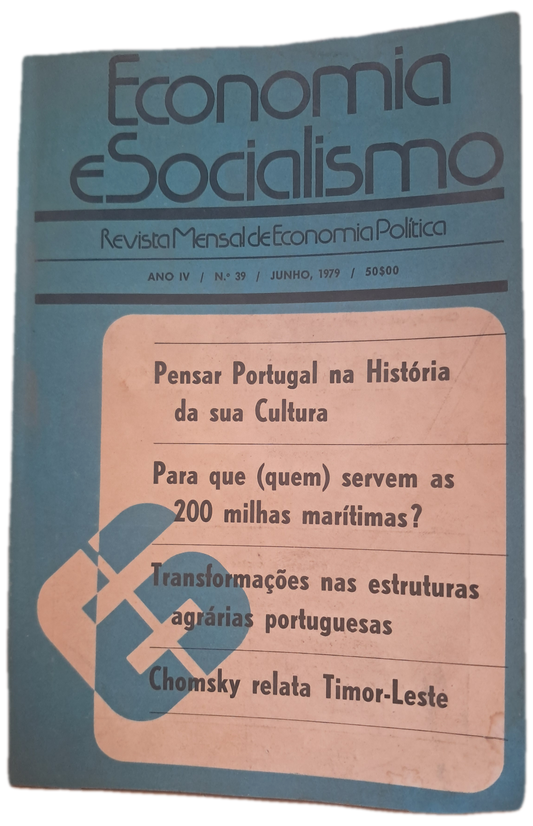 Economia
e Socialismo
Revista Mensal de Economia Política
ANO IV / N.º 39 / JUNHO, 1979 / 50$00
Pensar Portugal na História
da sua Cultura
Para que (quem) servem as
200 milhas marítimas?
Transformações nas estruturas
agrárias portuguesas
Chomsky relata Timor-Leste